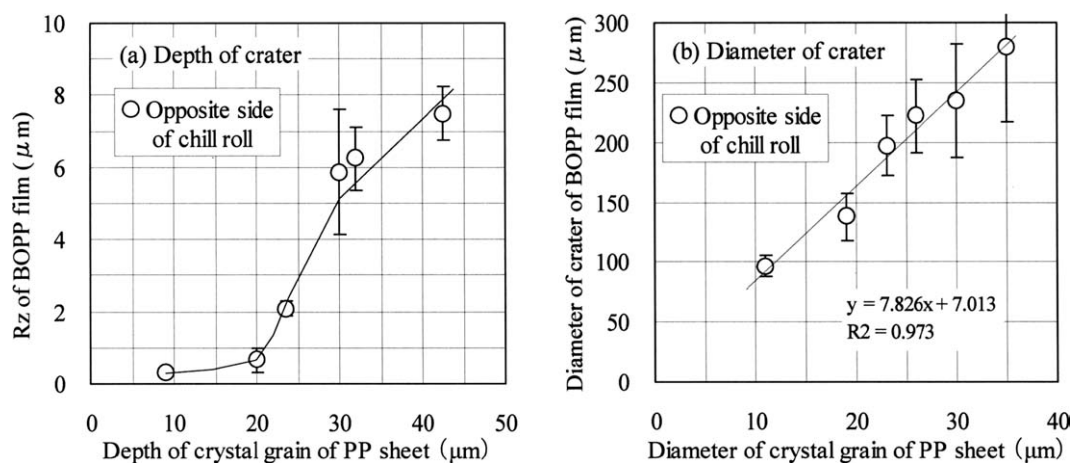 (a) Depth of crater
Opposite side
of chill roll
Rz of BOPP film (μm)
10
8
6
4
2
0
0 10 20 30 40 50
Depth of crystal grain of PP sheet (μm)
(b) Diameter of crater
Opposite side
of chill roll
Diameter of crater of BOPP film (μm)
300
250
200
150
100
50
0
y = 7.826x + 7.013
R2 = 0.973
0 10 20 30 40
Diameter of crystal grain of PP sheet (μm)